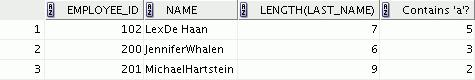 EMPLOYEE_ID NAME LENGTH(LAST_NAME) Contains 'a'?
1 102 LexDe Haan 7 5
2 200 JenniferWhalen 6 3
3 201 MichaelHartstein 9 2